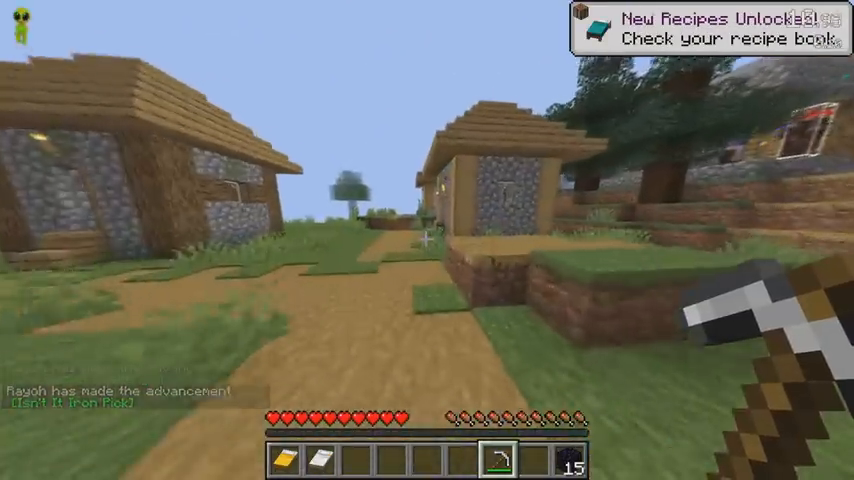 New Recipes Unlocked!
Check your recipe book
Rayoh has made the advancement
[Isn't It Iron Pick]
15